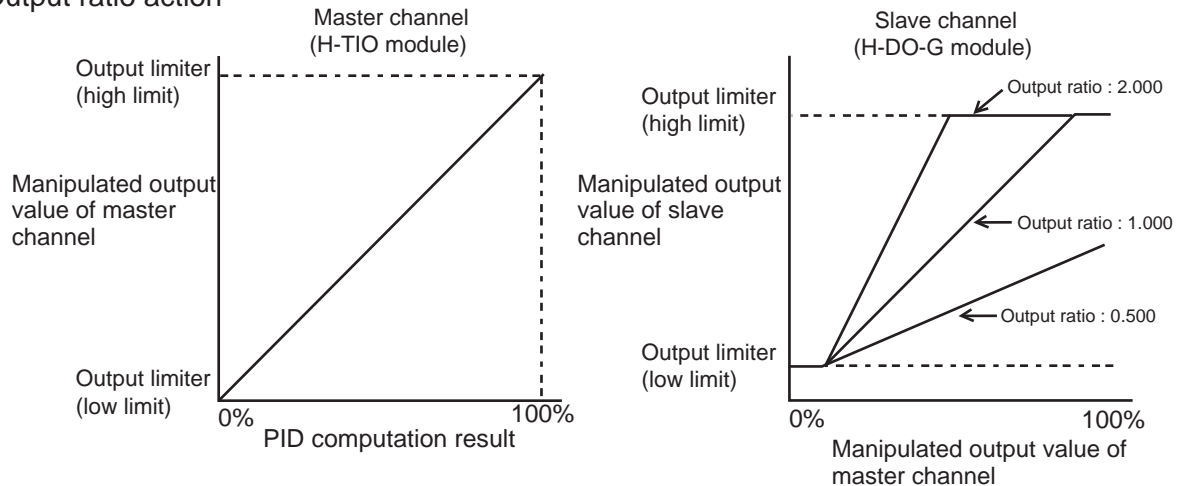 Output ratio action
Master channel
(H-TIO module)
Output limiter
(high limit)
Manipulated output
value of master
channel
Output limiter
(low limit)
0%
100%
PID computation result
Slave channel
(H-DO-G module)
Output limiter
(high limit)
Output ratio : 2.000
Manipulated output
value of slave
channel
Output ratio : 1.000
Output ratio : 0.500
Output limiter
(low limit)
0%
100%
Manipulated output value of
master channel